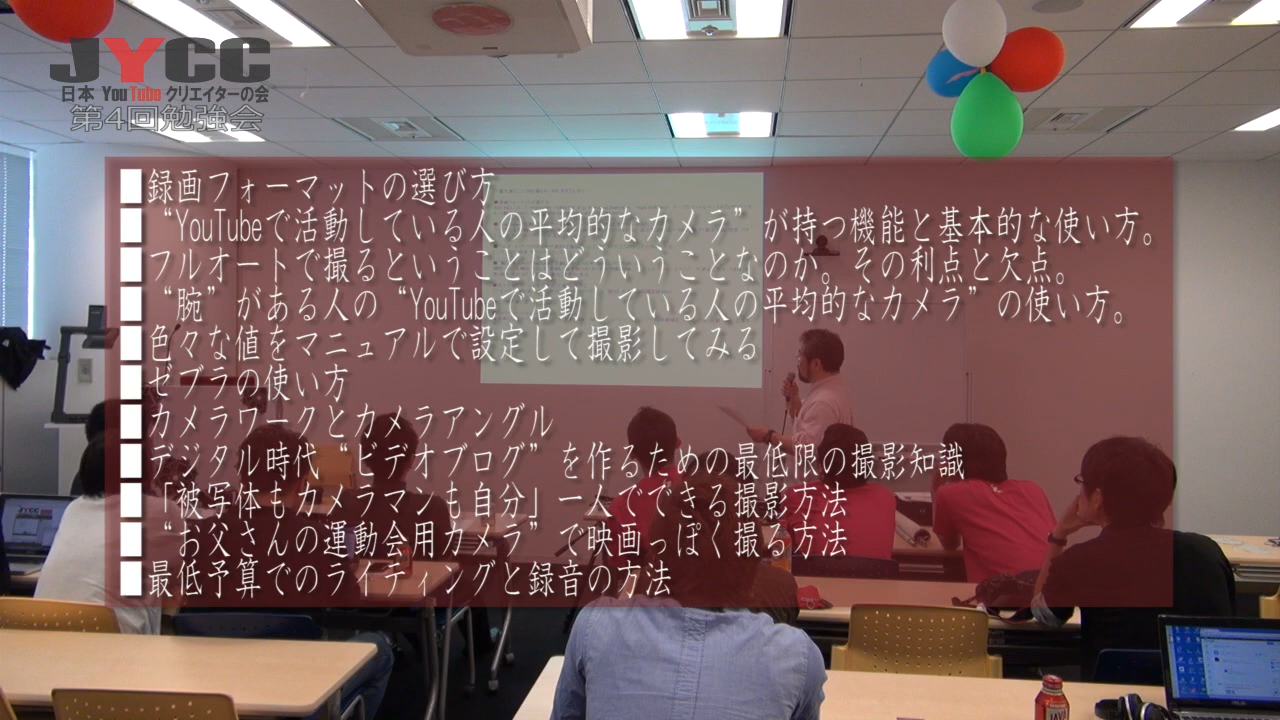 JYCC
日本 YouTube クリエイターの会
第4回勉強会
■録画フォーマットの選び方
■“YouTubeで活動している人の平均的なカメラ”が持つ機能と基本的な使い方。
■フルオートで撮るということはどういうことなのか。その利点と欠点。
■“腕”がある人の“YouTubeで活動している人の平均的なカメラ”の使い方。
■色々な値をマニュアルで設定して撮影してみる
■ゼブラの使い方
■カメラワークとカメラアングル
■デジタル時代“ビデオブログ”を作るための最低限の撮影知識
■「被写体もカメラマンも自分」一人でできる撮影方法
■“お父さんの運動会用カメラ”で映画っぽく撮る方法
■最低予算でのライティングと録音の方法
JYCC